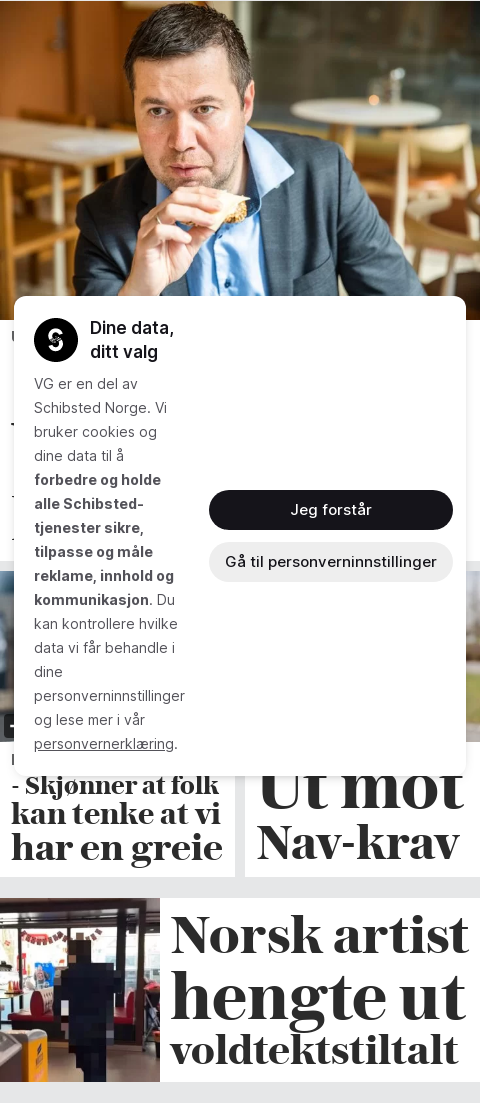 Dine data,
ditt valg
VG er en del av
Schibsted Norge. Vi
bruker cookies og
dine data til å
forbedre og holde
alle Schibsted-
tjenester sikre,
tilpasse og måle
reklame, innhold og
kommunikasjon. Du
kan kontrollere hvilke
data vi får behandle i
dine
personverninnstillinger
og lese mer i vår
personvernerklæring.
Jeg forstår
Gå til personverninnstillinger
- Skjønner at folk
kan tenke at vi
har en greie
Ut mot
Nav-krav
Norsk artist
hengte ut
voldtektstiltalt